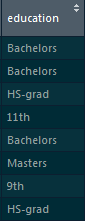 education
Bachelors
Bachelors
HS-grad
11th
Bachelors
Masters
9th
HS-grad